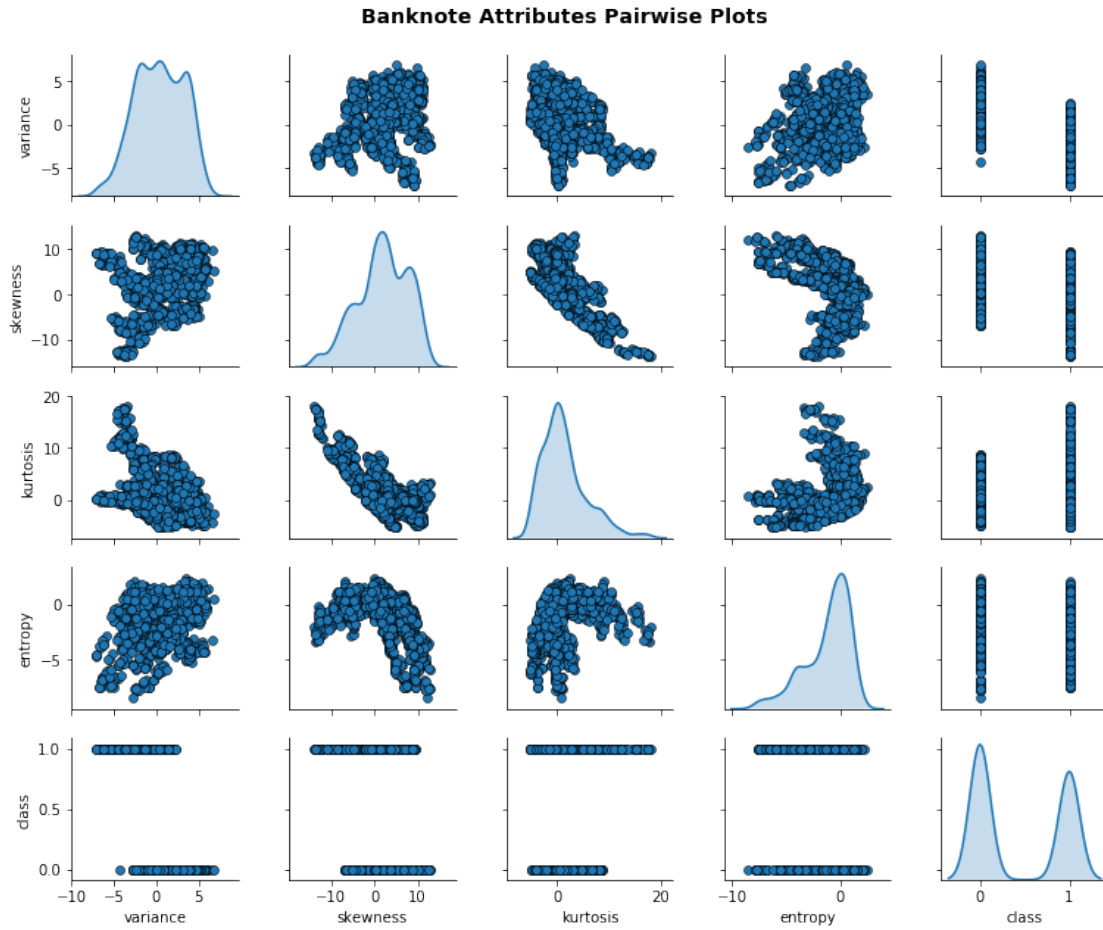 Banknote Attributes Pairwise Plots
5
0
−5
variance
10
0
−10
skewness
20
10
0
kurtosis
0
−5
entropy
1.0
0.5
0.0
class
−10 −5 0 5 −10 0 10 0 20 −10 0 0 1
variance skewness kurtosis entropy class